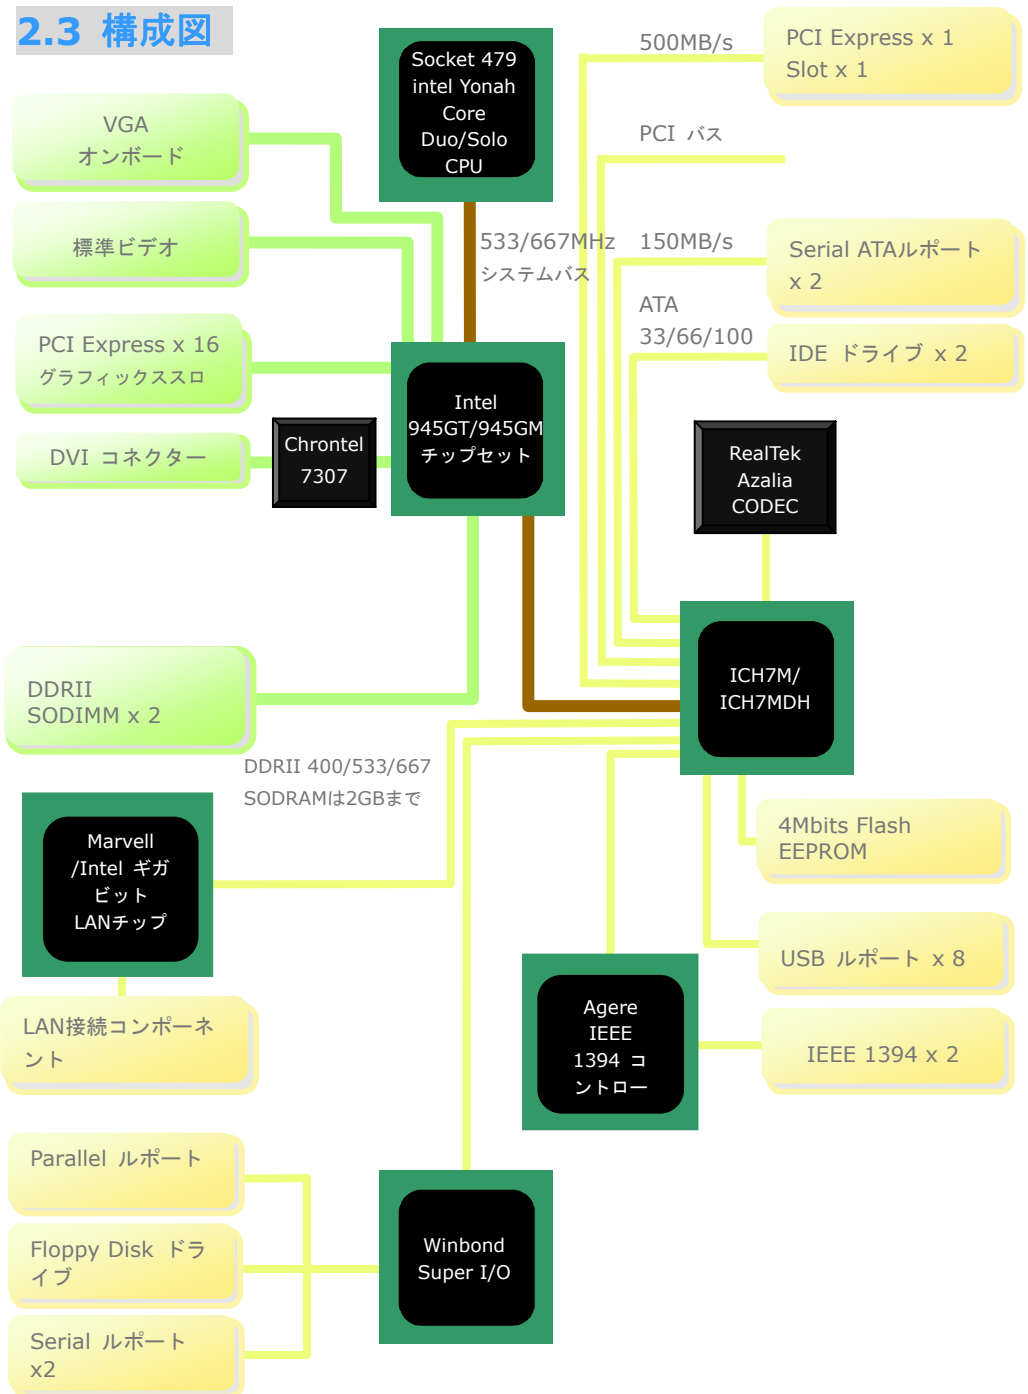 2.3 構成図
Socket 479
intel Yonah
Core
Duo/Solo
CPU
500MB/s
PCI Express x 1
Slot x 1
VGA
オンボード
PCI バス
標準ビデオ
533/667MHz
システムバス
150MB/s
Serial ATAルポート
x 2
ATA
33/66/100
IDE ドライブ x 2
PCI Express x 16
グラフィックススロ
Intel
945GT/945GM
チップセット
DVI コネクター
Chrontel
7307
RealTek
Azalia
CODEC
ICH7M/
ICH7MDH
DDRII
SODIMM x 2
DDRII 400/533/667
SODRAMは2GBまで
Marvell
/Intel ギガ
ビット
LANチップ
4Mbits Flash
EEPROM
USB ルポート x 8
LAN接続コンポーネ
ント
Agere
IEEE
1394 コ
ントロー
IEEE 1394 x 2
Parallel ルポート
Floppy Disk ドラ
イブ
Winbond
Super I/O
Serial ルポート
x2